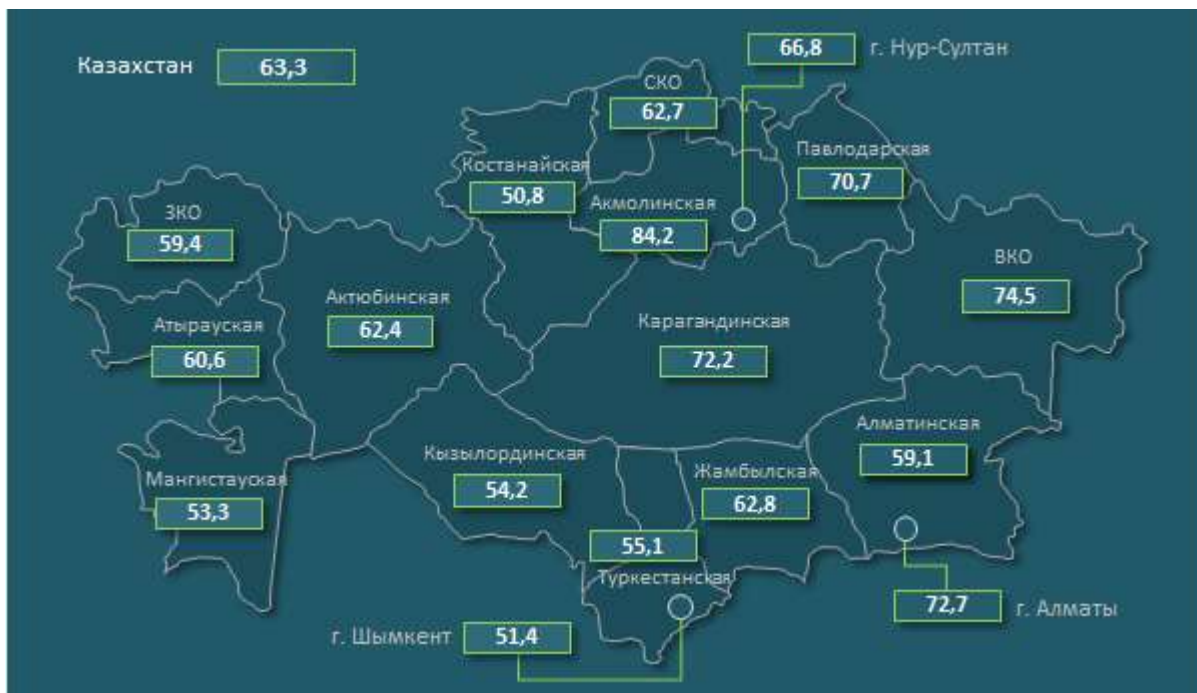 Казахстан
63,3
66,8
г. Нур-Султан
СКО
62,7
Костанайская
50,8
Акмолинская
84,2
Павлодарская
70,7
ЗКО
59,4
ВКО
74,5
Актюбинская
62,4
Атырауская
60,6
Карагандинская
72,2
Алматинская
59,1
Кызылординская
54,2
Жамбылская
62,8
Мангистауская
53,3
55,1
Туркестанская
72,7
г. Алматы
г. Шымкент
51,4